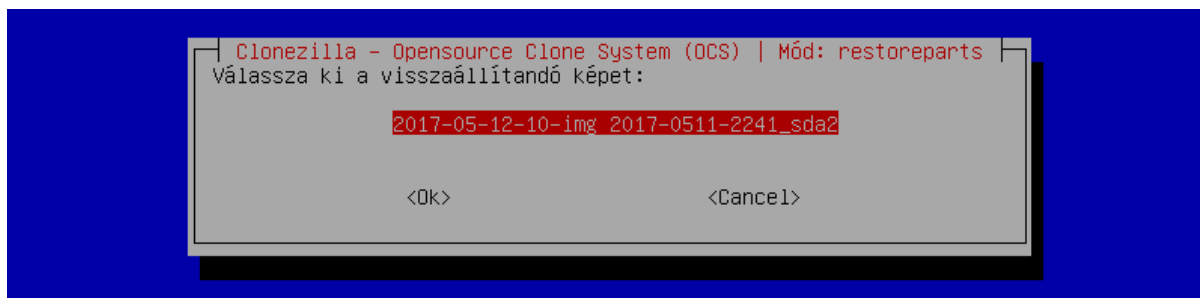 Clonezilla - Opensource Clone System (OCS) | Mód: restoreparts
Válassza ki a visszaállítandó képet:
2017-05-12-10-img 2017-0511-2241_sda2
<Ok> <Cancel>